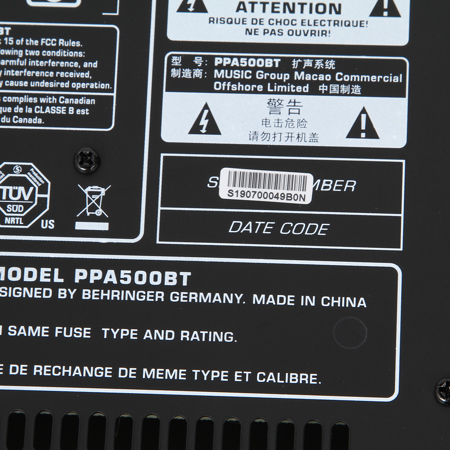 ATTENTION
RISQUE DE CHOC ELECTRIQUE!
NE PAS OUVRIR!
BT
15 of the FCC Rules.
following two conditions:
harmful interference, and
interference received,
cause undesired operation.
complies with Canadian
de la CLASSE B est
du Canada.
型 号: PPA500BT 扩声系统
制造商: MUSIC Group Macao Commercial
Offshore Limited 中国制造
警告
电击危险
请勿打开机盖
S MBER
S190700049B0N
DATE CODE
TÜV
SÜD
NRTL
US
MODEL PPA500BT
SIGNED BY BEHRINGER GERMANY. MADE IN CHINA
SAME FUSE TYPE AND RATING.
DE RECHANGE DE MEME TYPE ET CALIBRE.